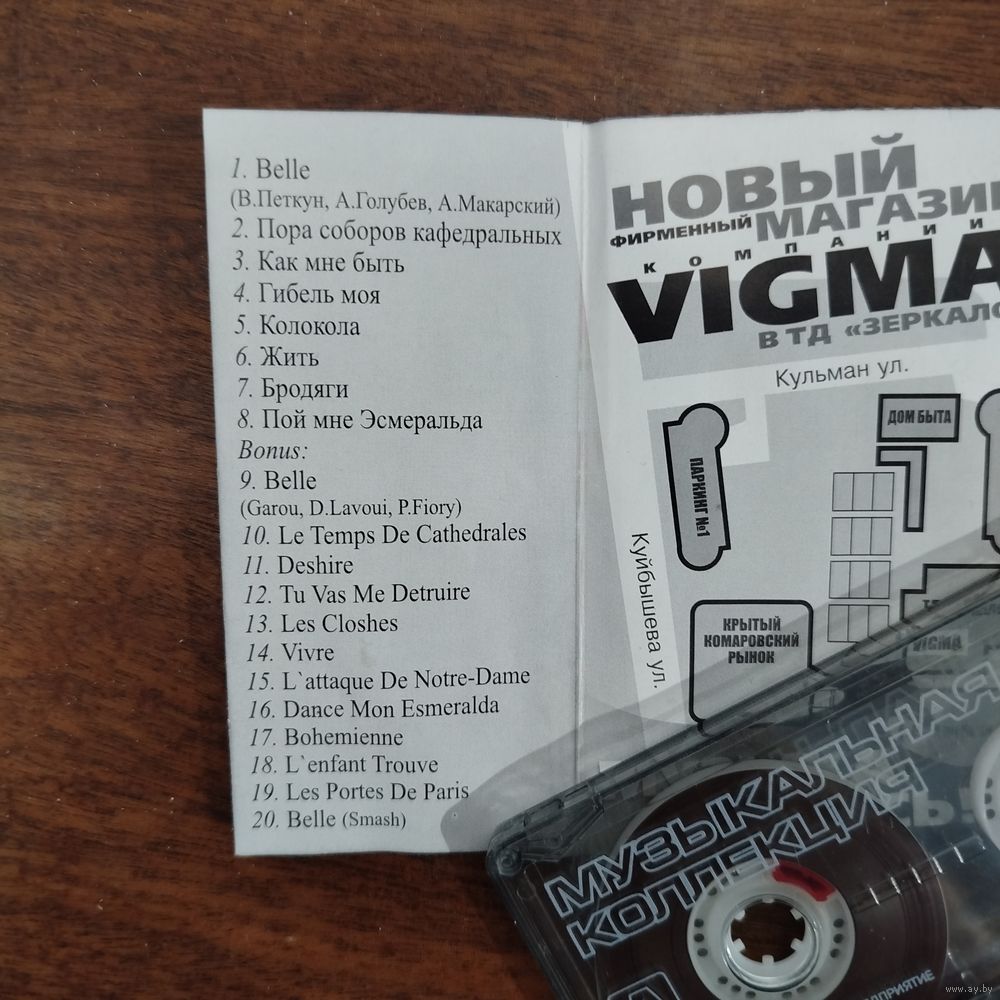 1. Belle
(В.Петкун, А.Голубев, А.Макарский)
2. Пора соборов кафедральных
3. Как мне быть
4. Гибель моя
5. Колокола
6. Жить
7. Бродяги
8. Пой мне Эсмеральда
Bonus:
9. Belle
(Garou, D.Lavoui, P.Fiory)
10. Le Temps De Cathedrales
11. Deshire
12. Tu Vas Me Detruire
13. Les Closhes
14. Vivre
15. L`attaque De Notre-Dame
16. Dance Mon Esmeralda
17. Bohemienne
18. L`enfant Trouve
19. Les Portes De Paris
20. Belle (Smash)
НОВЫЙ
ФИРМЕННЫЙ МАГАЗИ
КОМПАНИИ
VIGMA
В ТД «ЗЕРКАЛО
Кульман ул.
ДОМ БЫТА
ПАРКИНГ №1
Куйбышева ул.
КРЫТЫЙ
КОМАРОВСКИЙ
РЫНОК
VIGMA
МУЗЫКАЛЬНАЯ
КОЛЛЕКЦИЯ
www.ay.by